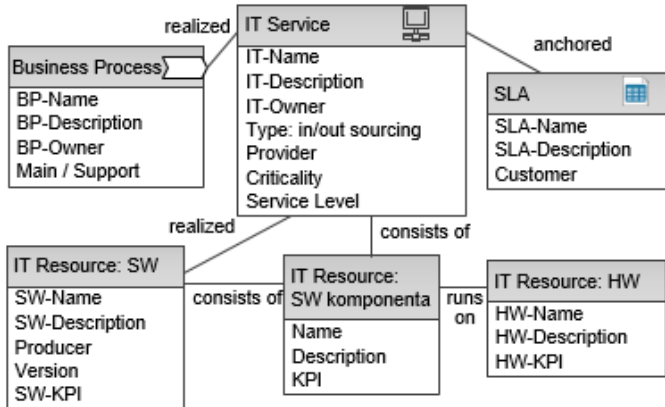 realized
IT Service
anchored
Business Process
BP-Name
BP-Description
BP-Owner
Main / Support
IT-Name
IT-Description
IT-Owner
Type: in/out sourcing
Provider
Criticality
Service Level
SLA
SLA-Name
SLA-Description
Customer
realized
consists of
IT Resource: SW
SW-Name
SW-Description
Producer
Version
SW-KPI
consists of
IT Resource:
SW komponenta
Name
Description
KPI
runs
on
IT Resource: HW
HW-Name
HW-Description
HW-KPI